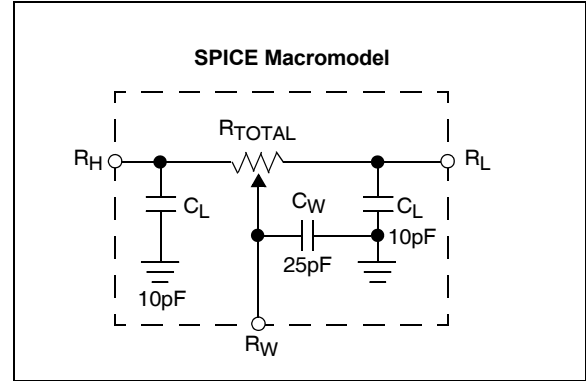 SPICE Macromodel
RTOTAL
RH
RL
CL
CW
CL
10pF
25pF
10pF
RW